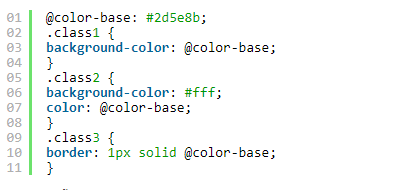 01 @color-base: #2d5e8b;
02 .class1 {
03 background-color: @color-base;
04 }
05 .class2 {
06 background-color: #fff;
07 color: @color-base;
08 }
09 .class3 {
10 border: 1px solid @color-base;
11 }